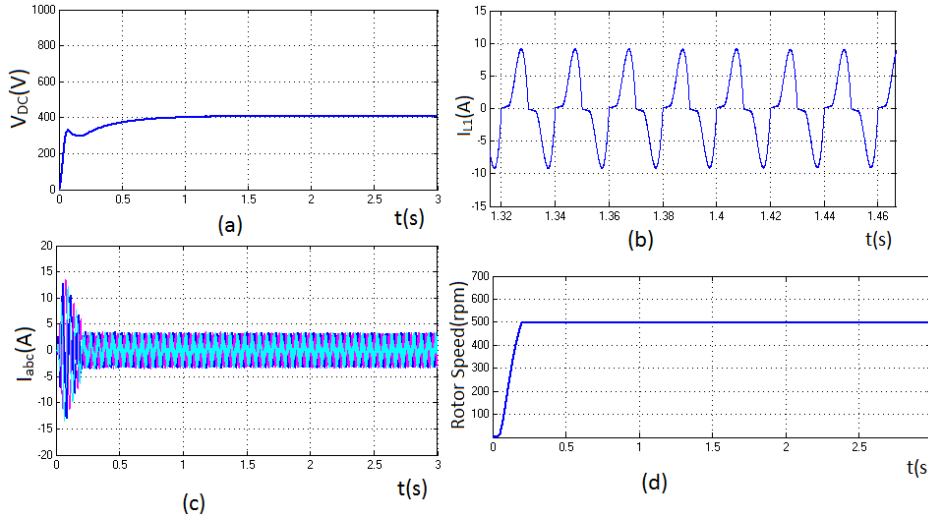 1000
800
600
400
200
0
V_DC(V)
0 0.5 1 1.5 2 2.5 3
(a)
t(s)
15
10
5
0
-5
-10
-15
I_L1(A)
1.32 1.34 1.36 1.38 1.4 1.42 1.44 1.46
(b)
t(s)
20
15
10
5
0
-5
-10
-15
-20
I_abc(A)
0 0.5 1 1.5 2 2.5 3
(c)
t(s)
700
600
500
400
300
200
100
Rotor Speed(rpm)
0 0.5 1 1.5 2 2.5
(d)
t(s